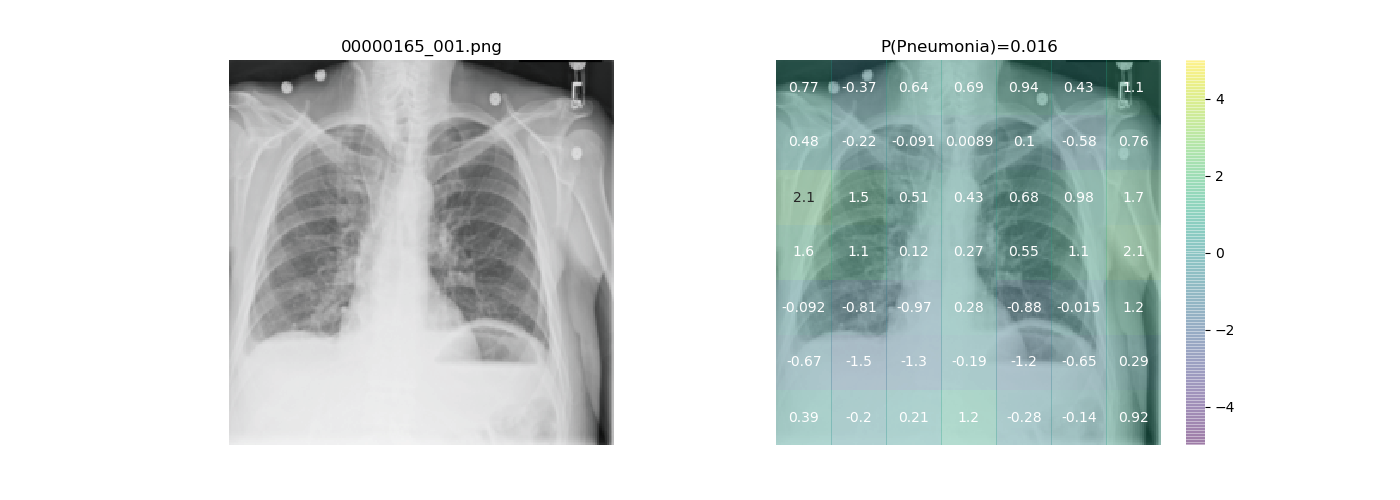 00000165_001.png
P(Pneumonia)=0.016
0.77 -0.37 0.64 0.69 0.94 0.43 1.1
0.48 -0.22 -0.091 0.0089 0.1 -0.58 0.76
2.1 1.5 0.51 0.43 0.68 0.98 1.7
1.6 1.1 0.12 0.27 0.55 1.1 2.1
-0.092 -0.81 -0.97 0.28 -0.88 -0.015 1.2
-0.67 -1.5 -1.3 -0.19 -1.2 -0.65 0.29
0.39 -0.2 0.21 1.2 -0.28 -0.14 0.92
4
2
0
−2
−4